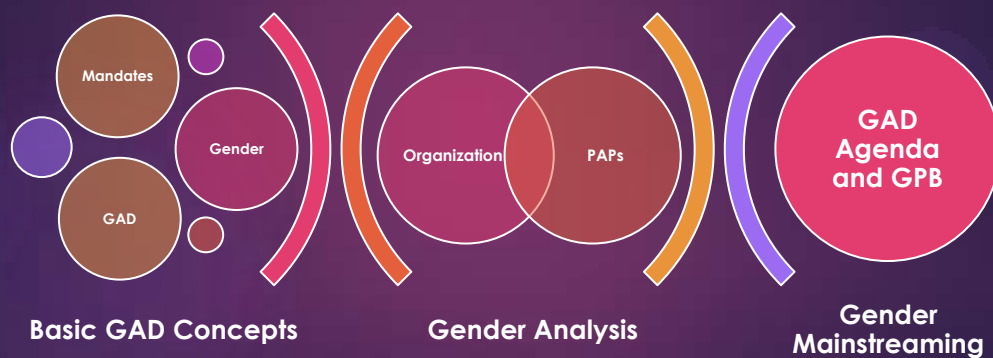 Mandates
Gender
GAD
Organization
PAPs
GAD
Agenda
and GPB
Basic GAD Concepts
Gender Analysis
Gender
Mainstreaming